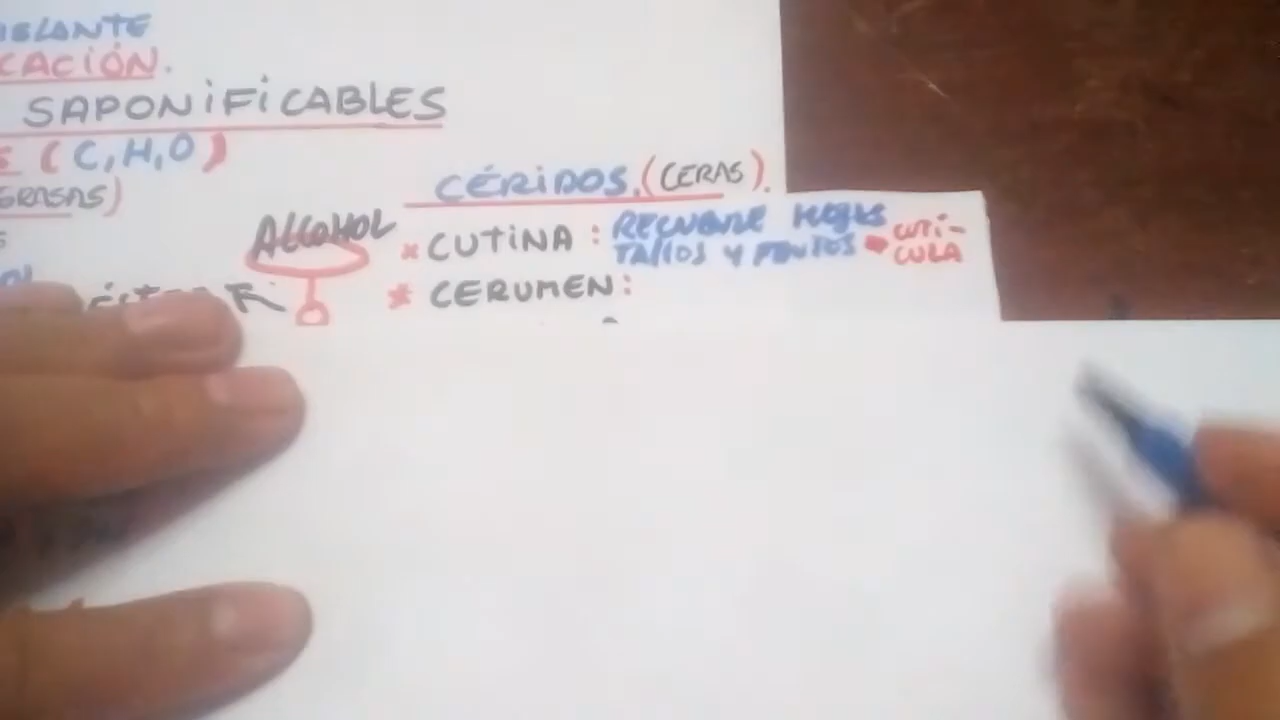 CACIÓN.
SAPONIFICABLES
(C,H,O)
GRASAS)
CÉRIDOS. (CERAS).
ALCOHOL
* CUTINA : RECUBRE HOJAS
TALLOS Y FRUTOS CUTÍ-
CULA
* CERUMEN: